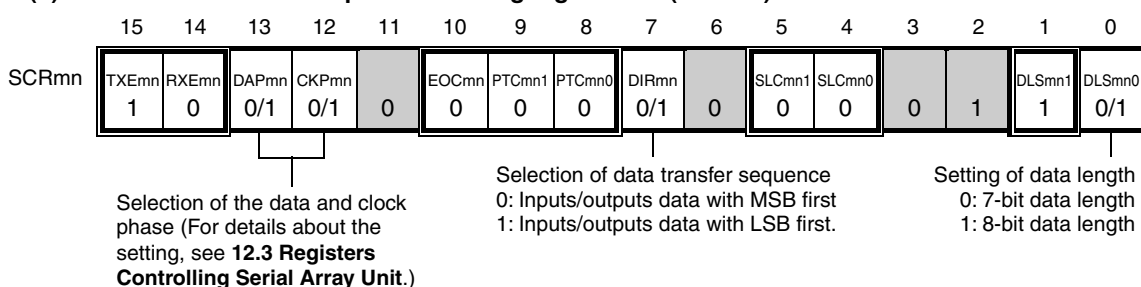 15 14 13 12 11 10 9 8 7 6 5 4 3 2 1 0
SCRmn
TXEmn RXEmn DAPmn CKPmn EOCmn PTCmn1 PTCmn0 DIRmn SLCmn1 SLCmn0 DLSmn1 DLSmn0
1 0 0/1 0/1 0 0 0 0 0/1 0 0 0 0 1 1 0/1
Selection of the data and clock
phase (For details about the
setting, see 12.3 Registers
Controlling Serial Array Unit.)
Selection of data transfer sequence
0: Inputs/outputs data with MSB first
1: Inputs/outputs data with LSB first.
Setting of data length
0: 7-bit data length
1: 8-bit data length